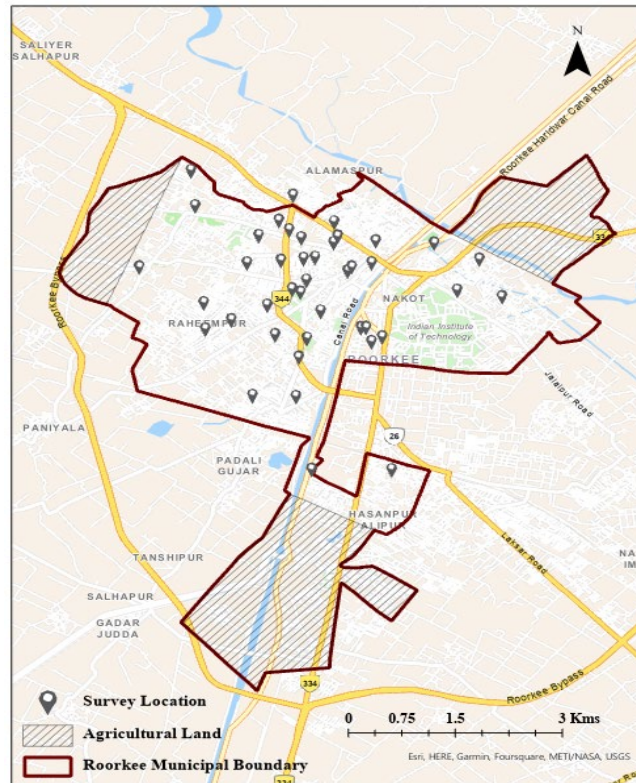 SALIYER
SALHAPUR
N
Roorkee Haridwar Canal Road
ALAMASPUR
334
Roorkee Bypass
344
NAKOT
Canal Road
RAHEEMPUR
Indian Institute
of Technology
ROORKEE
Jalalpur Road
PANIYALA
26
PADALI
GUJAR
HASANPUR
ALIPUR
Laksar Road
TANSHIPUR
NA
IM
SALHAPUR
GADAR
JUDDA
334
Roorkee Bypass
Survey Location
Agricultural Land
Roorkee Municipal Boundary
0 0.75 1.5 3 Kms
Esri, HERE, Garmin, Foursquare, METI/NASA, USGS